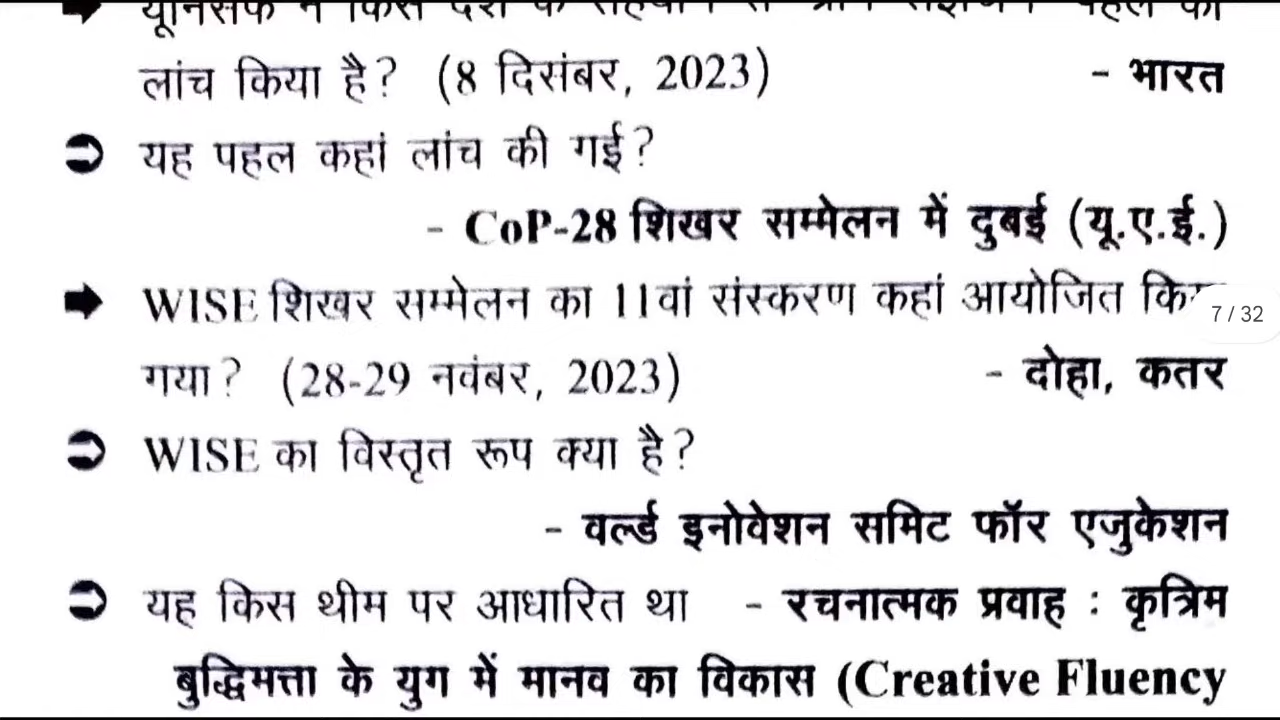 लांच किया है? (8 दिसंबर, 2023) - भारत
यह पहल कहां लांच की गई?
- CoP-28 शिखर सम्मेलन में दुबई (यू.ए.ई.)
WISE शिखर सम्मेलन का 11वां संस्करण कहां आयोजित
7 / 32
गया? (28-29 नवंबर, 2023) - दोहा, कतर
WISE का विस्तृत रूप क्या है?
- वर्ल्ड इनोवेशन समिट फॉर एजुकेशन
यह किस थीम पर आधारित था - रचनात्मक प्रवाह : कृत्रिम
बुद्धिमत्ता के युग में मानव का विकास (Creative Fluency